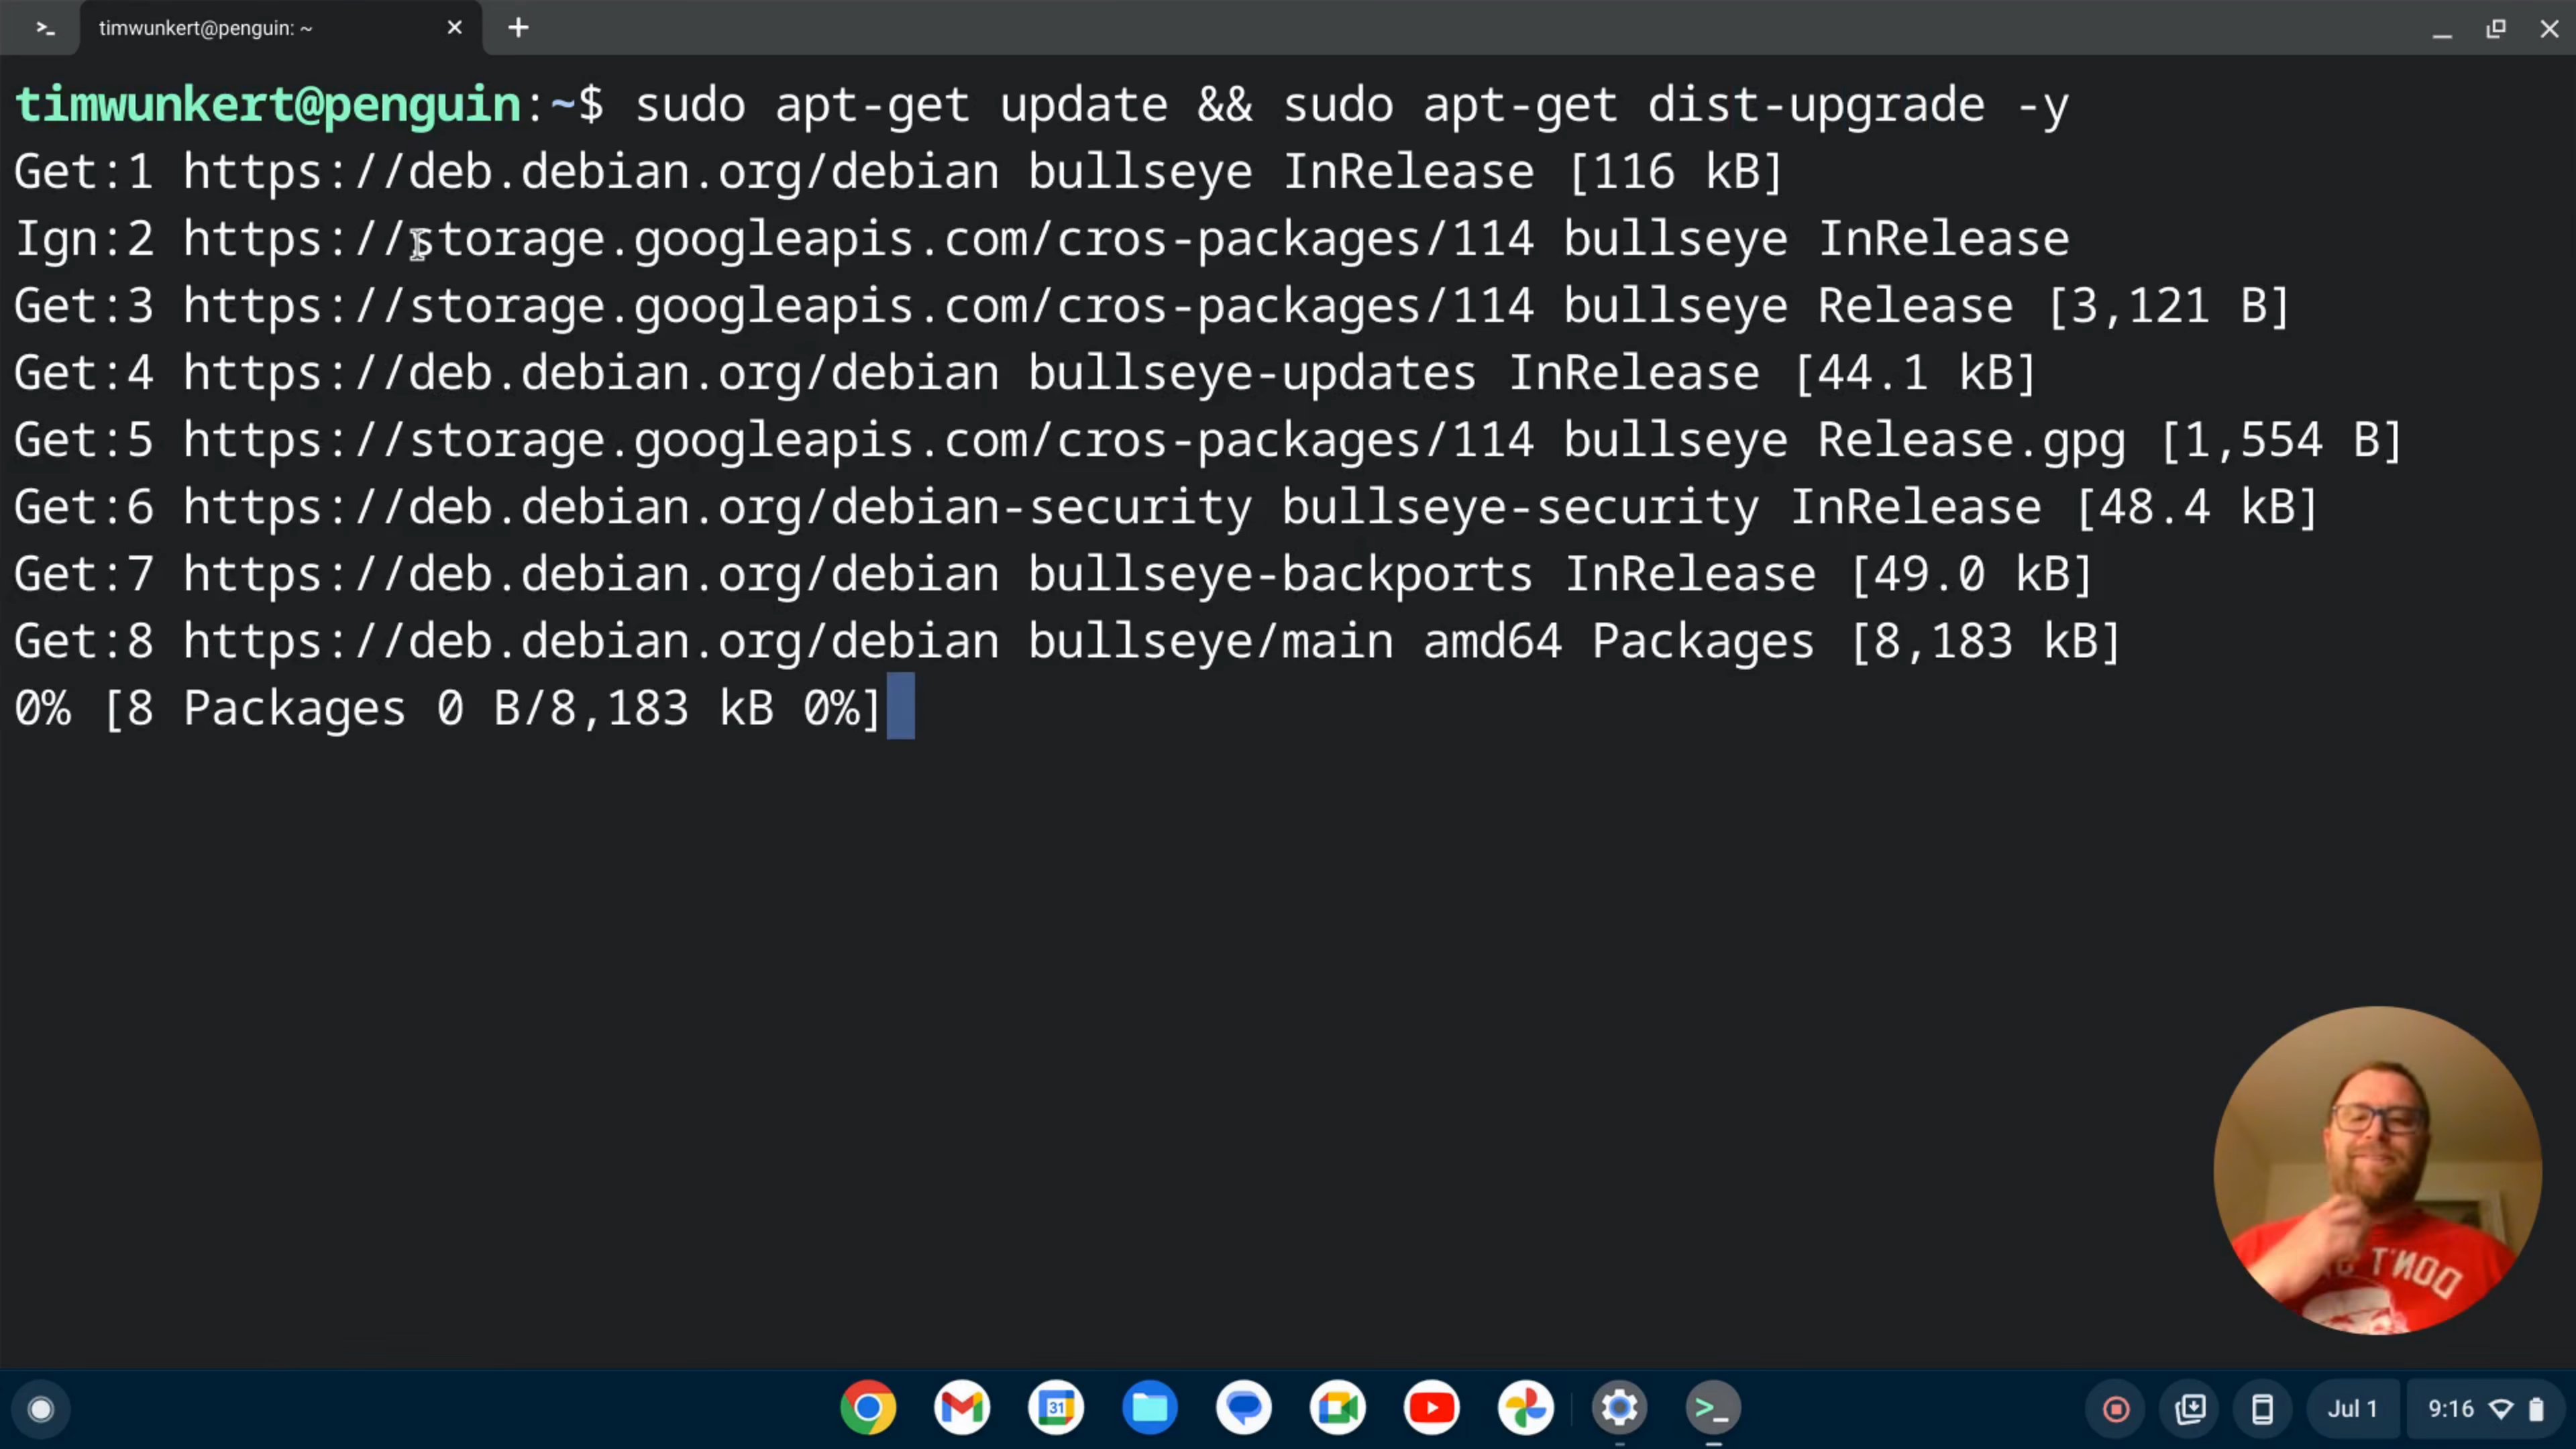 timwunkert@penguin: ~
timwunkert@penguin:~$ sudo apt-get update && sudo apt-get dist-upgrade -y
Get:1 https://deb.debian.org/debian bullseye InRelease [116 kB]
Ign:2 https://storage.googleapis.com/cros-packages/114 bullseye InRelease
Get:3 https://storage.googleapis.com/cros-packages/114 bullseye Release [3,121 B]
Get:4 https://deb.debian.org/debian bullseye-updates InRelease [44.1 kB]
Get:5 https://storage.googleapis.com/cros-packages/114 bullseye Release.gpg [1,554 B]
Get:6 https://deb.debian.org/debian-security bullseye-security InRelease [48.4 kB]
Get:7 https://deb.debian.org/debian bullseye-backports InRelease [49.0 kB]
Get:8 https://deb.debian.org/debian bullseye/main amd64 Packages [8,183 kB]
0% [8 Packages 0 B/8,183 kB 0%]
DON'T
31
Jul 1
9:16